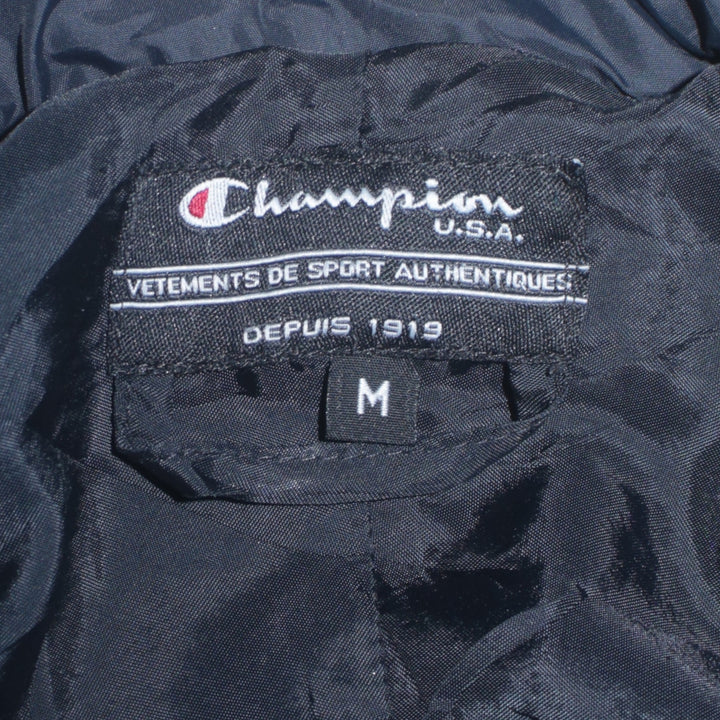 Champion
U.S.A.
VETEMENTS DE SPORT AUTHENTIQUES
DEPUIS 1919
M